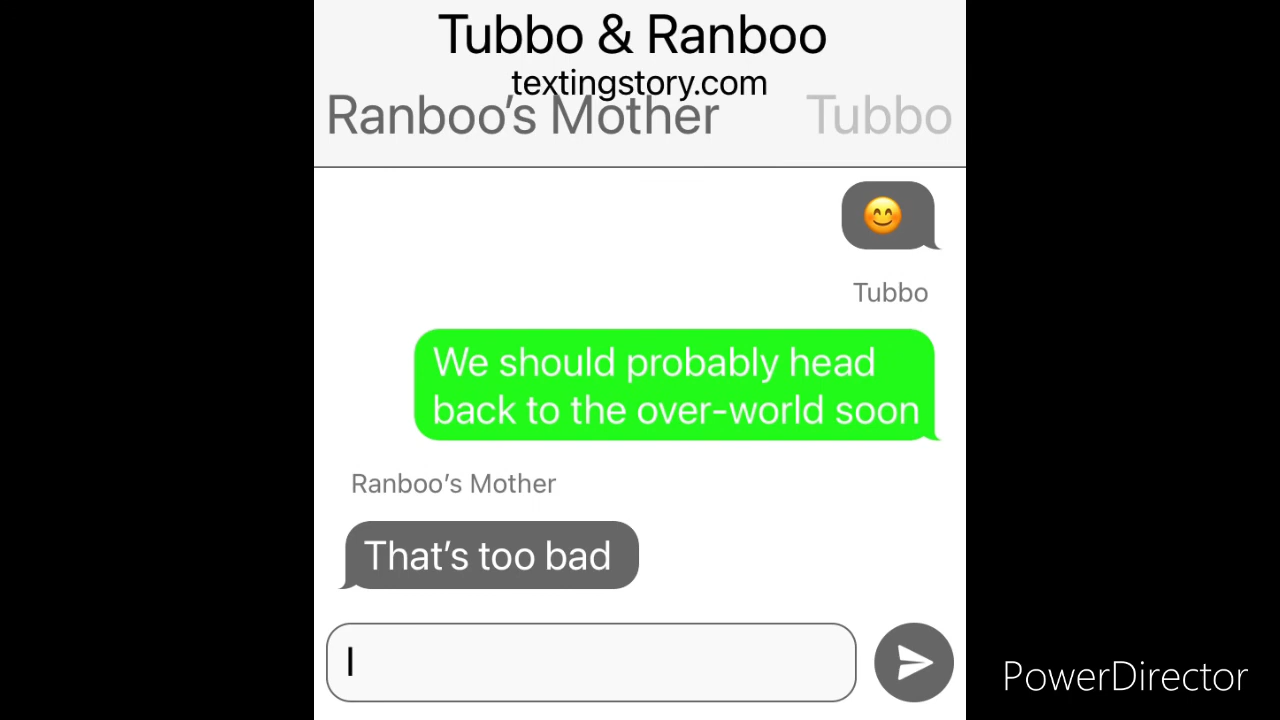 Tubbo & Ranboo
textingstory.com
Ranboo’s Mother Tubbo
😊
Tubbo
We should probably head
back to the over-world soon
Ranboo’s Mother
That’s too bad
PowerDirector